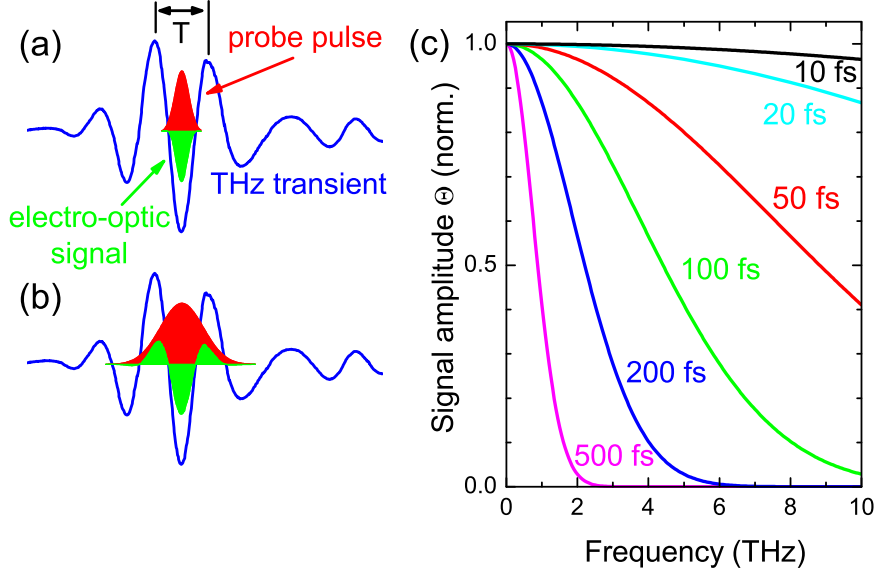 (a)
T
probe pulse
THz transient
electro-optic
signal
(b)
(c)
Signal amplitude Θ (norm.)
1.0
0.5
0.0
10 fs
20 fs
50 fs
100 fs
200 fs
500 fs
0 2 4 6 8 10
Frequency (THz)